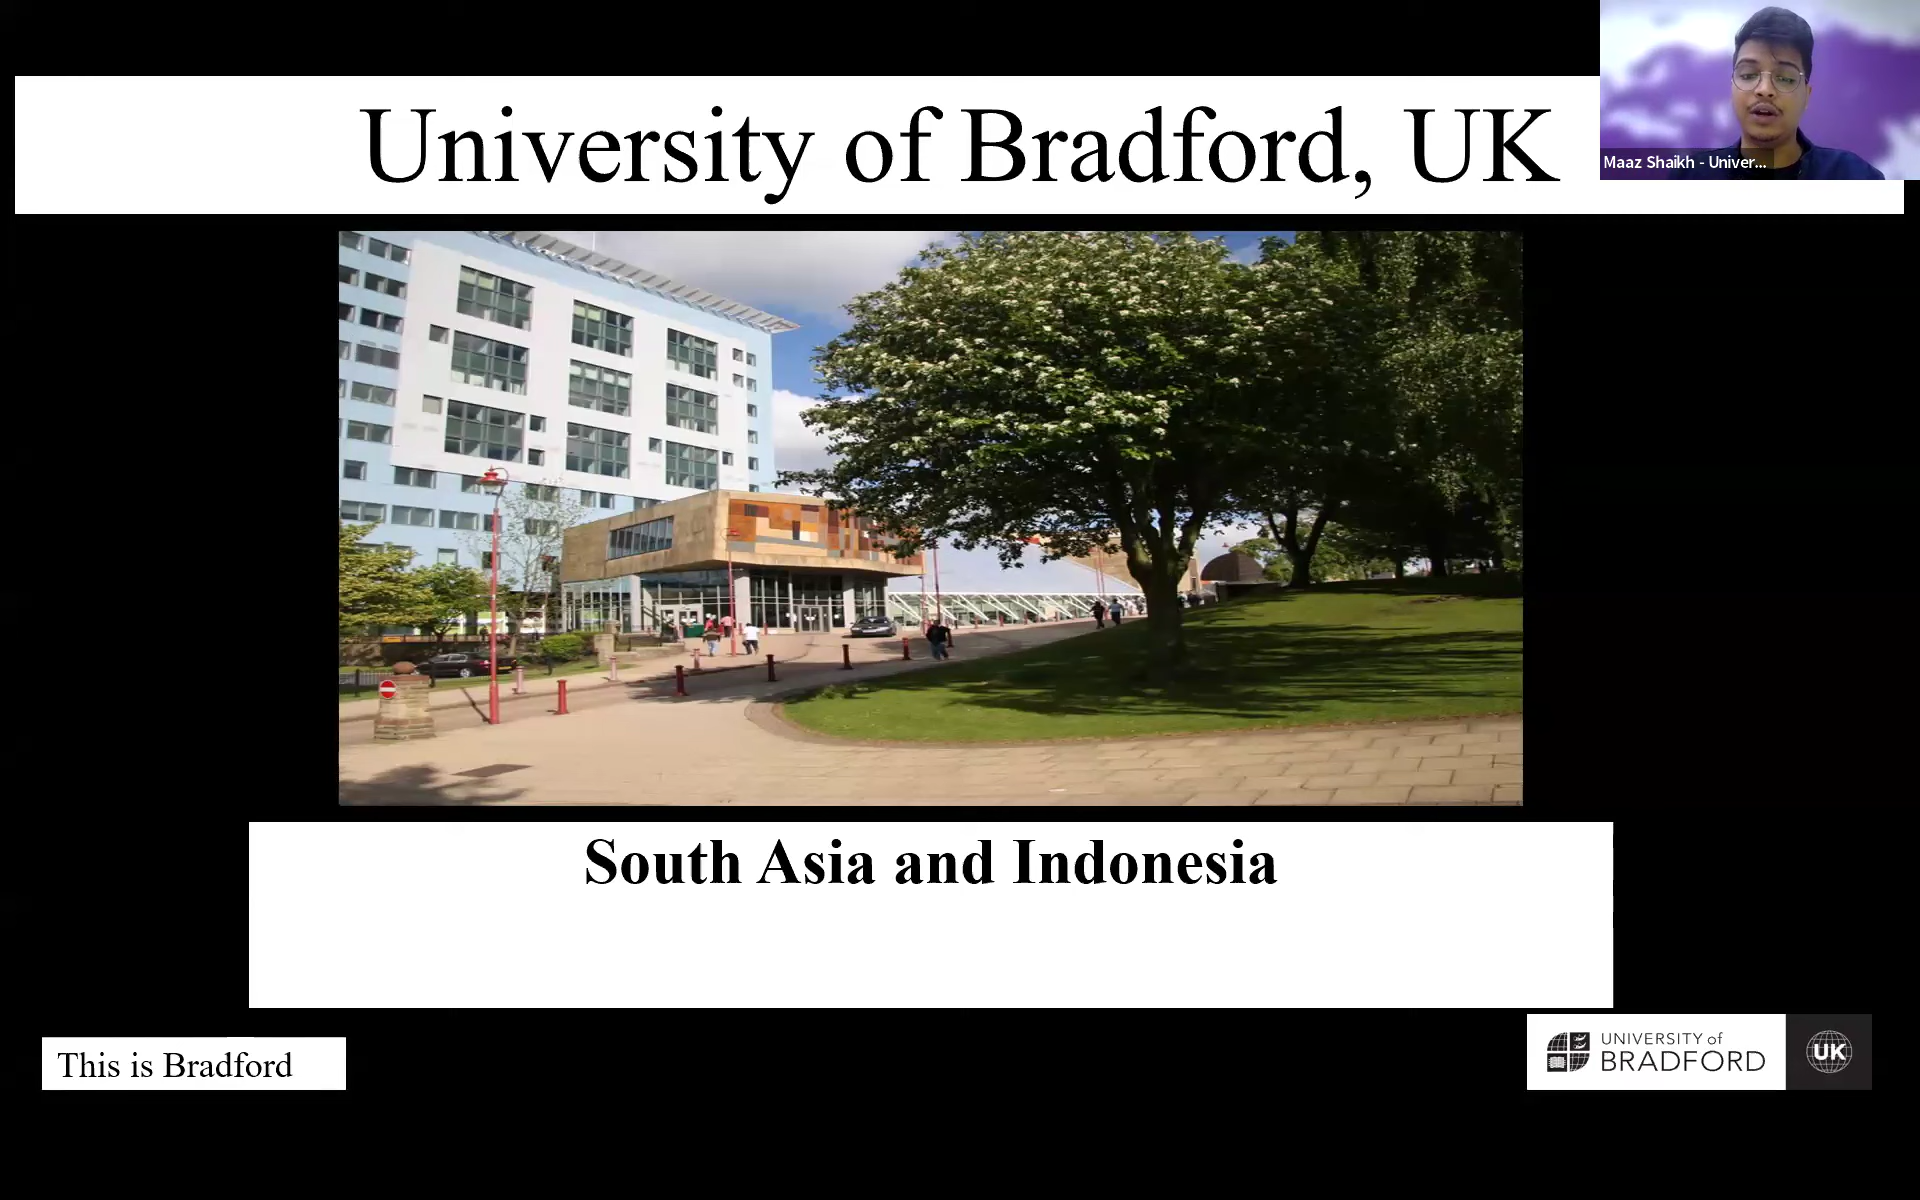 University of Bradford, UK
Maaz Shaikh - Univer...
South Asia and Indonesia
This is Bradford
UNIVERSITY of
BRADFORD
UK